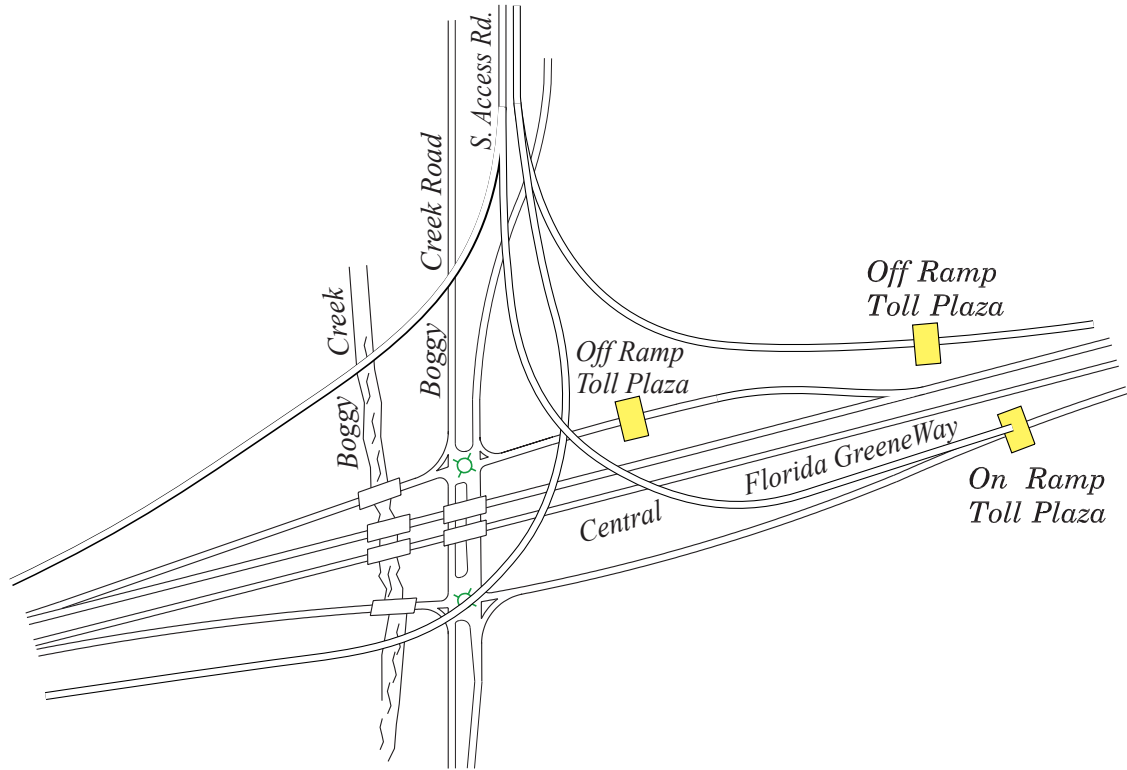 S. Access Rd.
Creek Road
Boggy
Creek
Boggy
Off Ramp
Toll Plaza
Off Ramp
Toll Plaza
Florida GreeneWay
Central
On Ramp
Toll Plaza